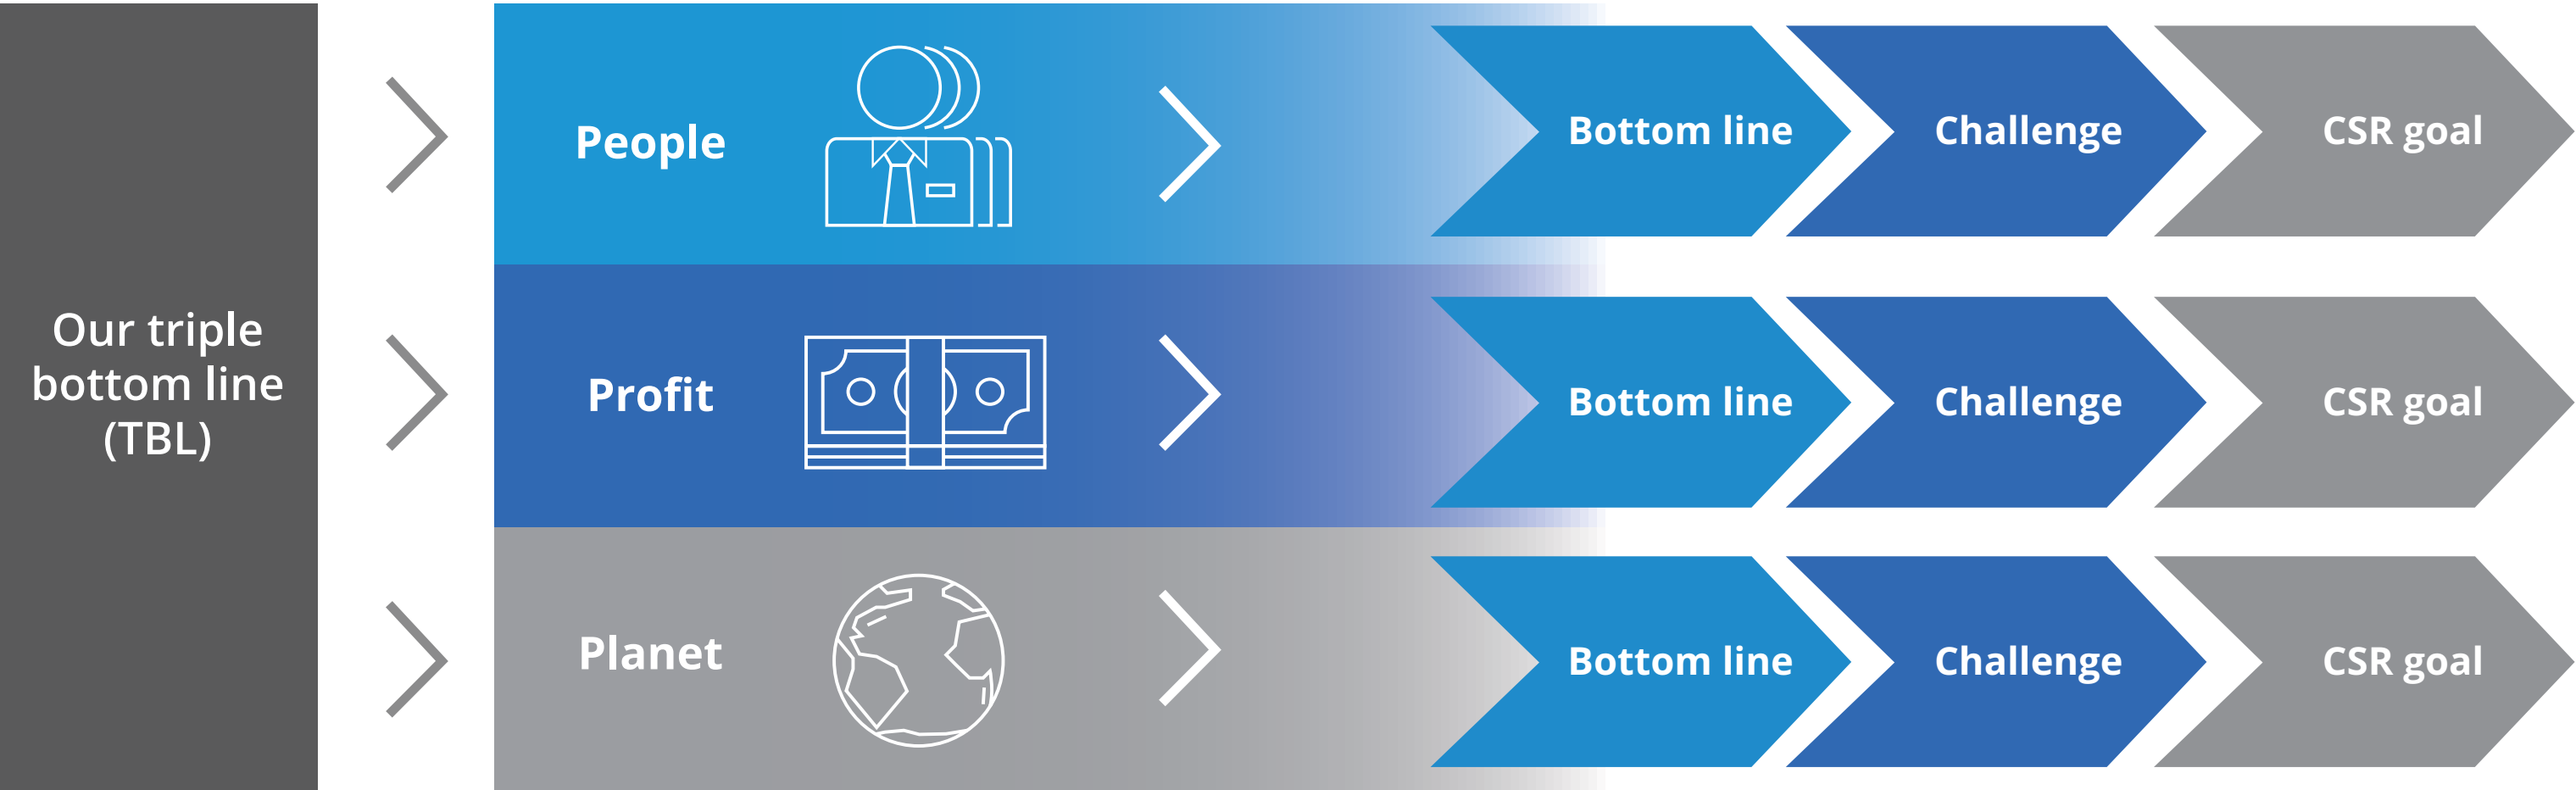 Our triple
bottom line
(TBL)
People
Bottom line
Challenge
CSR goal
Profit
Bottom line
Challenge
CSR goal
Planet
Bottom line
Challenge
CSR goal